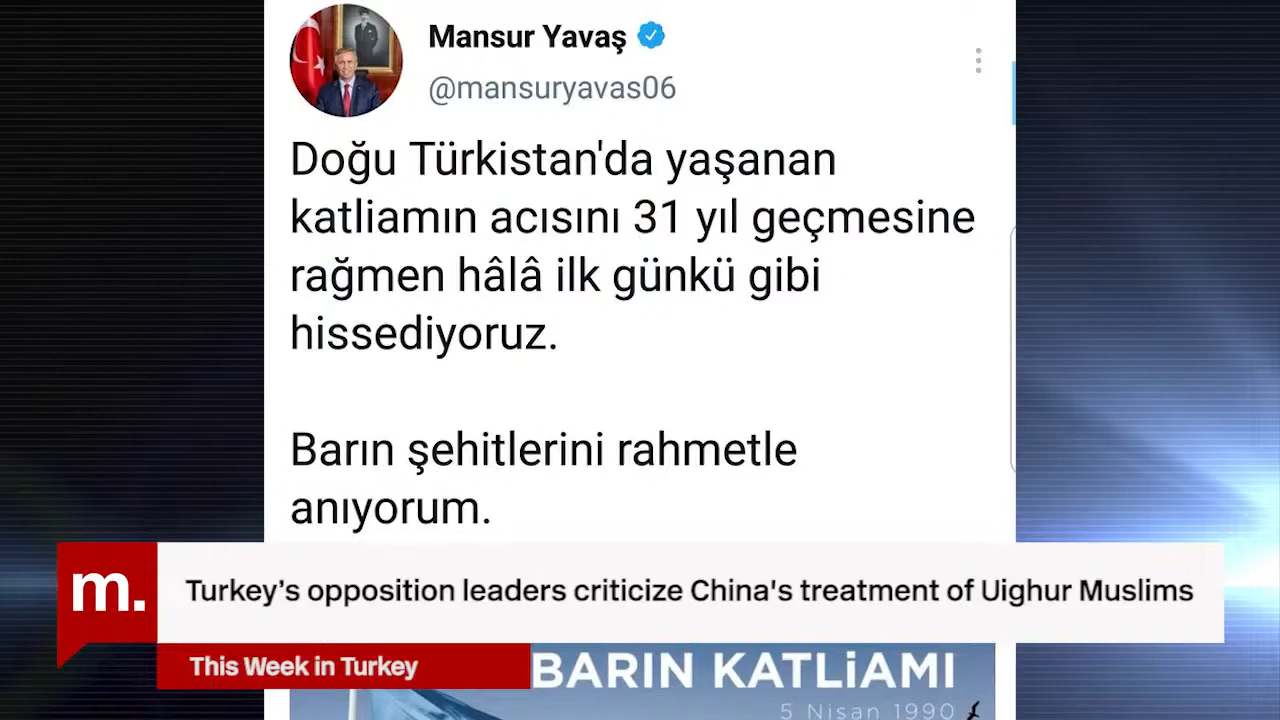 Mansur Yavaş
@mansuryavas06
Doğu Türkistan'da yaşanan
katliamın acısını 31 yıl geçmesine
rağmen hâlâ ilk günkü gibi
hissediyoruz.
Barın şehitlerini rahmetle
anıyorum.
m.
Turkey's opposition leaders criticize China's treatment of Uighur Muslims
This Week in Turkey
BARIN KATLiAMI
5 Nisan 1990